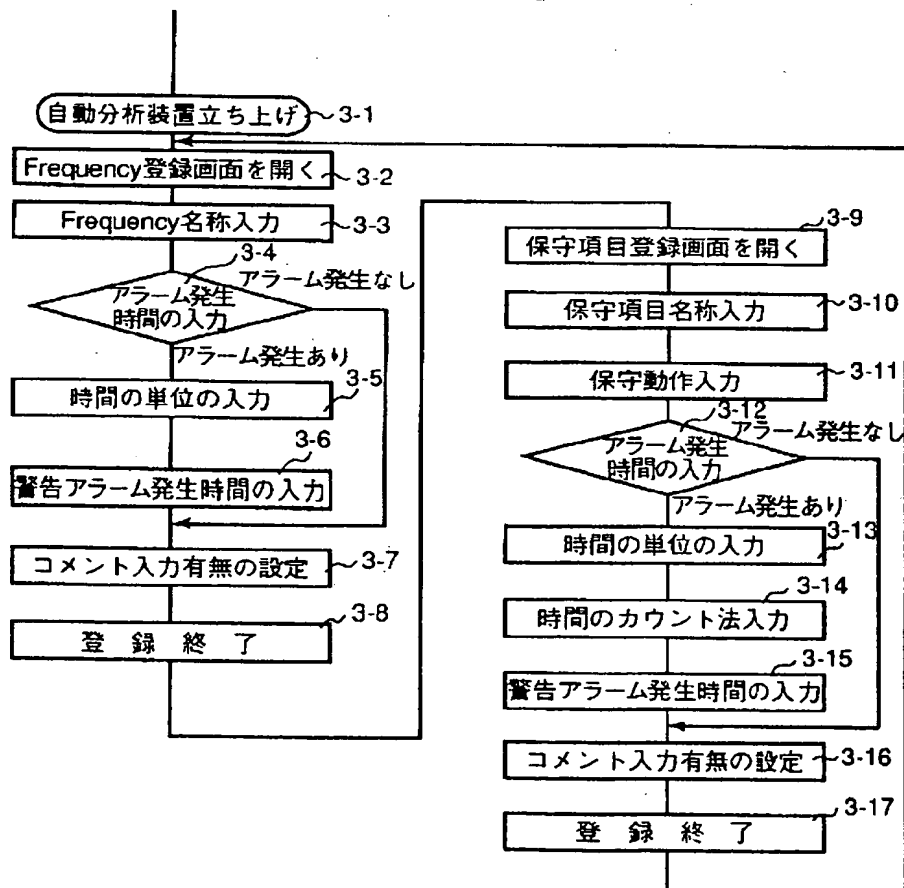 自動分析装置立ち上げ
3-1
Frequency登録画面を開く
3-2
Frequency名称入力
3-3
3-4
アラーム発生なし
アラーム発生
時間の入力
アラーム発生あり
3-5
時間の単位の入力
3-6
警告アラーム発生時間の入力
コメント入力有無の設定
3-7
3-8
登録終了
3-9
保守項目登録画面を開く
保守項目名称入力
3-10
保守動作入力
3-11
3-12
アラーム発生なし
アラーム発生
時間の入力
アラーム発生あり
時間の単位の入力
3-13
3-14
時間のカウント法入力
3-15
警告アラーム発生時間の入力
コメント入力有無の設定
3-16
3-17
登録終了